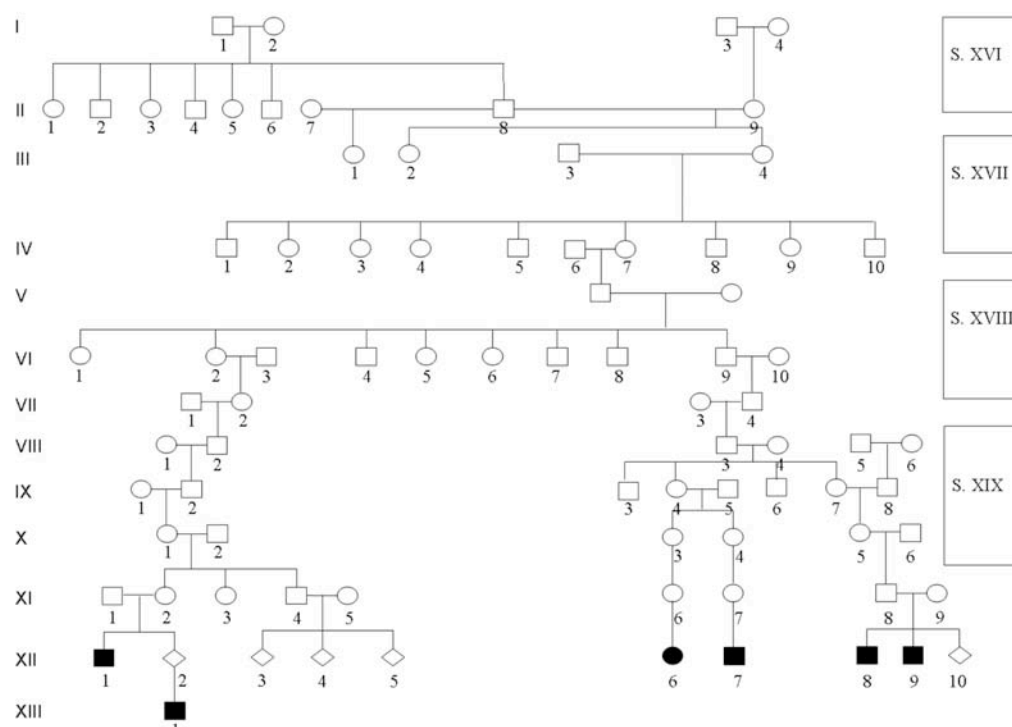 I
1 2 3 4
S. XVI
II
1 2 3 4 5 6 7 8 9
III
1 2 3 4
S. XVII
IV
1 2 3 4 5 6 7 8 9 10
V
S. XVIII
VI
1 2 3 4 5 6 7 8 9 10
VII
1 2 3 4
VIII
1 2 3 4 5 6
S. XIX
IX
1 2 3 4 5 6 7 8
X
1 2 3 4 5 6
XI
1 2 3 4 5 6 7 8 9
XII
1 2 3 4 5 6 7 8 9 10
XIII
1